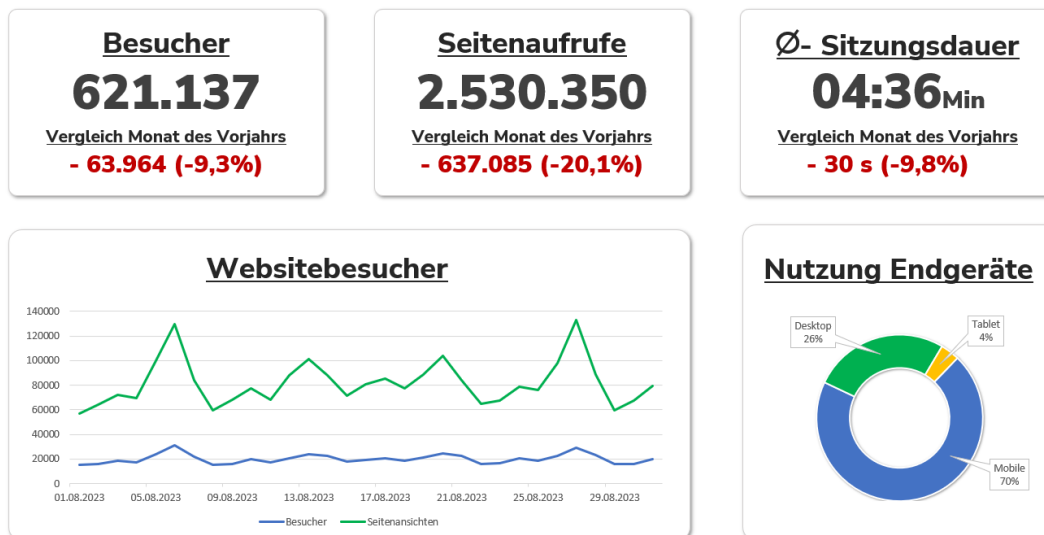 Besucher
621.137
Vergleich Monat des Vorjahrs
- 63.964 (-9,3%)
Seitenaufrufe
2.530.350
Vergleich Monat des Vorjahrs
- 637.085 (-20,1%)
Ø- Sitzungsdauer
04:36Min
Vergleich Monat des Vorjahrs
- 30 s (-9,8%)
Websitebesucher
140000
120000
100000
80000
60000
40000
20000
0
01.08.2023 05.08.2023 09.08.2023 13.08.2023 17.08.2023 21.08.2023 25.08.2023 29.08.2023
Besucher Seitenansichten
Nutzung Endgeräte
Desktop
26%
Tablet
4%
Mobile
70%